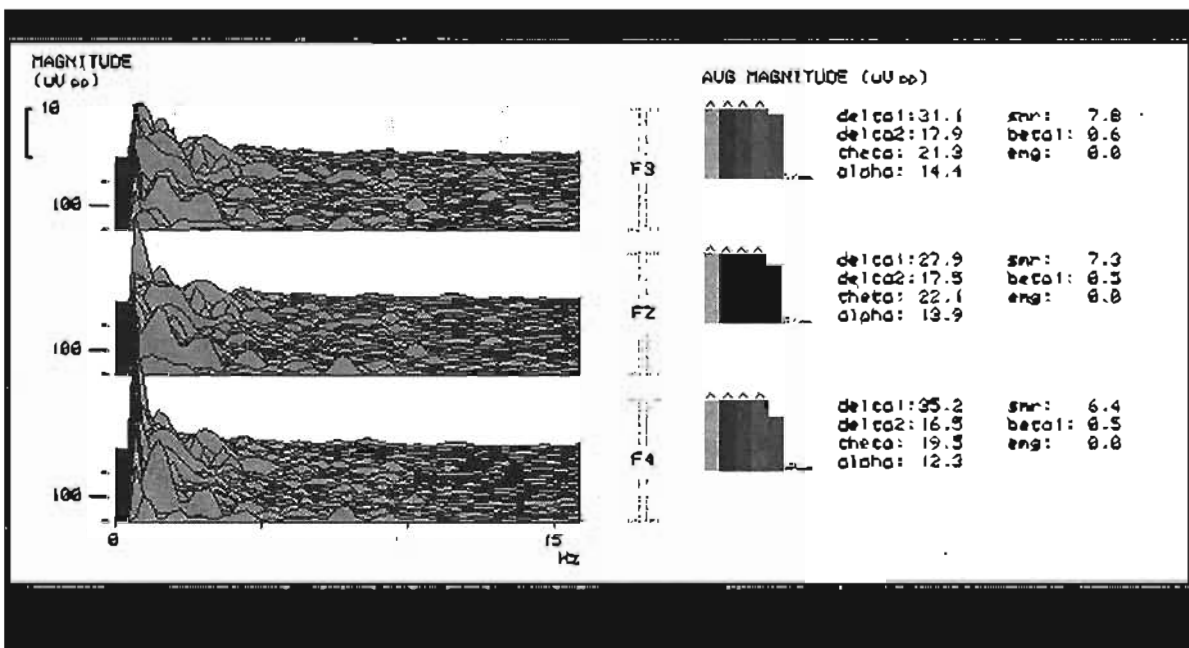 MAGNITUDE
(uV pp)
10
100
100
100
0
15
Hz
F3
FZ
F4
AVG MAGNITUDE (uV pp)
delta1:31.1 smr: 7.8
delta2:17.9 beta1: 0.6
theta: 21.3 emg: 0.0
alpha: 14.4
delta1:27.9 smr: 7.3
delta2:17.5 beta1: 0.5
theta: 22.1 emg: 0.0
alpha: 13.9
delta1:35.2 smr: 6.4
delta2:16.5 beta1: 0.5
theta: 19.5 emg: 0.0
alpha: 12.3